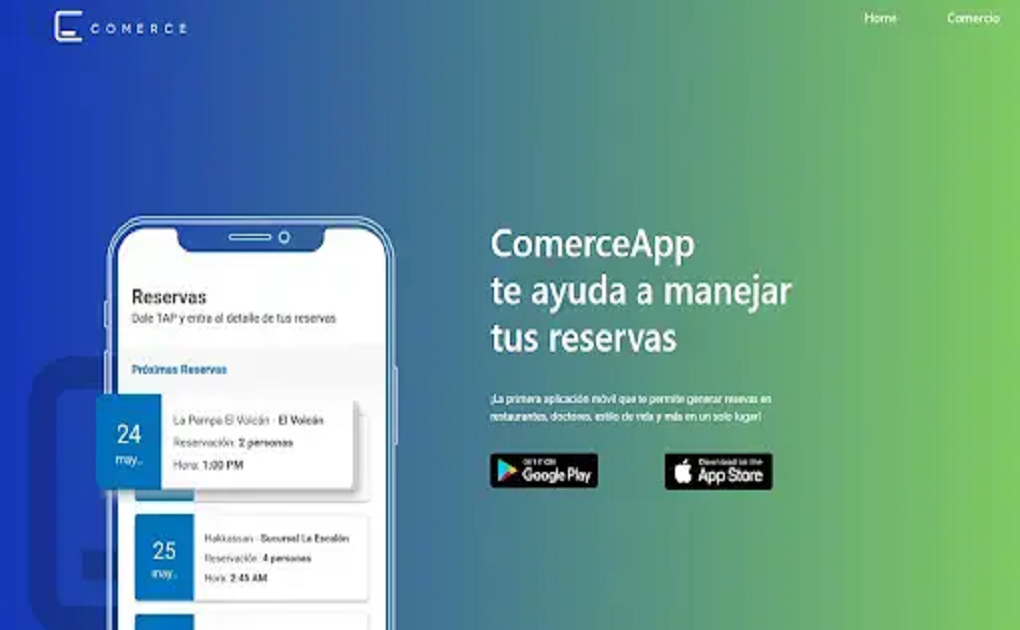 COMERCE
Home
Comercio
ComerceApp
te ayuda a manejar
tus reservas
¡La primera aplicación móvil que te permite generar resevas en
restaurantes, doctores, estilo de vida y más en un solo lugar!
GET IT ON
Google Play
Download on the
App Store
Reservas
Dale TAP y entra al detalle de tus reservas
Próximas Reservas
24
may..
La Pampa El Volcán - El Volcán
Reservación: 2 personas
Hora: 1:00 PM
25
may..
Hakkassan - Sucursal La Escalón
Reservación: 4 personas
Hora: 2:45 AM